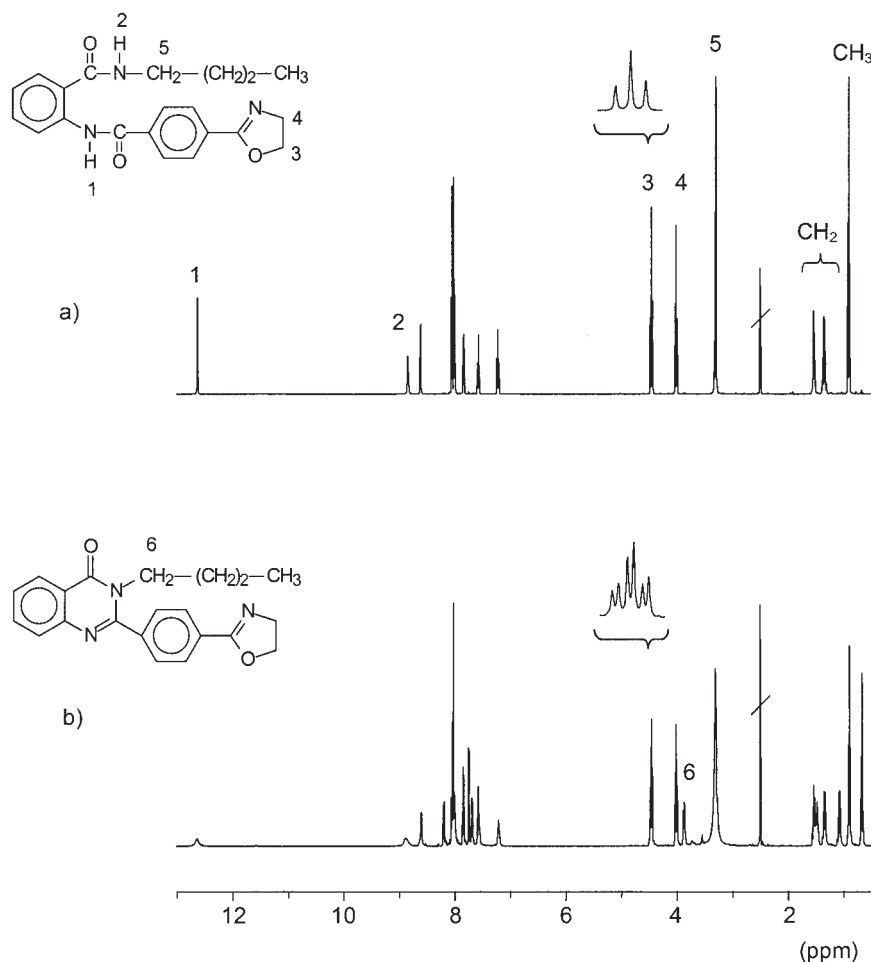 2
O H 5
C N CH2 (CH2)2 CH3
N C N 4
H O O 3
1
5
CH3
3 4
CH2
1
2
a)
O 6
N CH2 (CH2)2 CH3
N N
O
b)
6
12 10 8 6 4 2
(ppm)